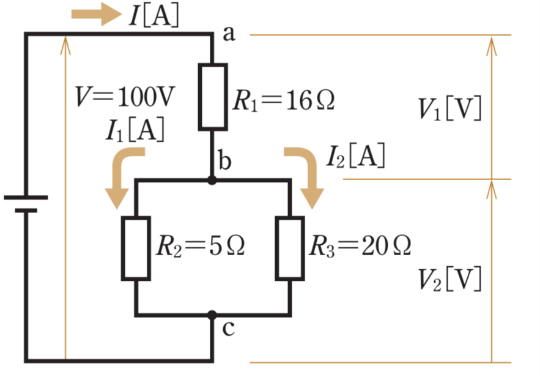 I[A]
a
V=100V
R₁=16Ω
V₁[V]
I₁[A]
b
I₂[A]
R₂=5Ω
R₃=20Ω
V₂[V]
c